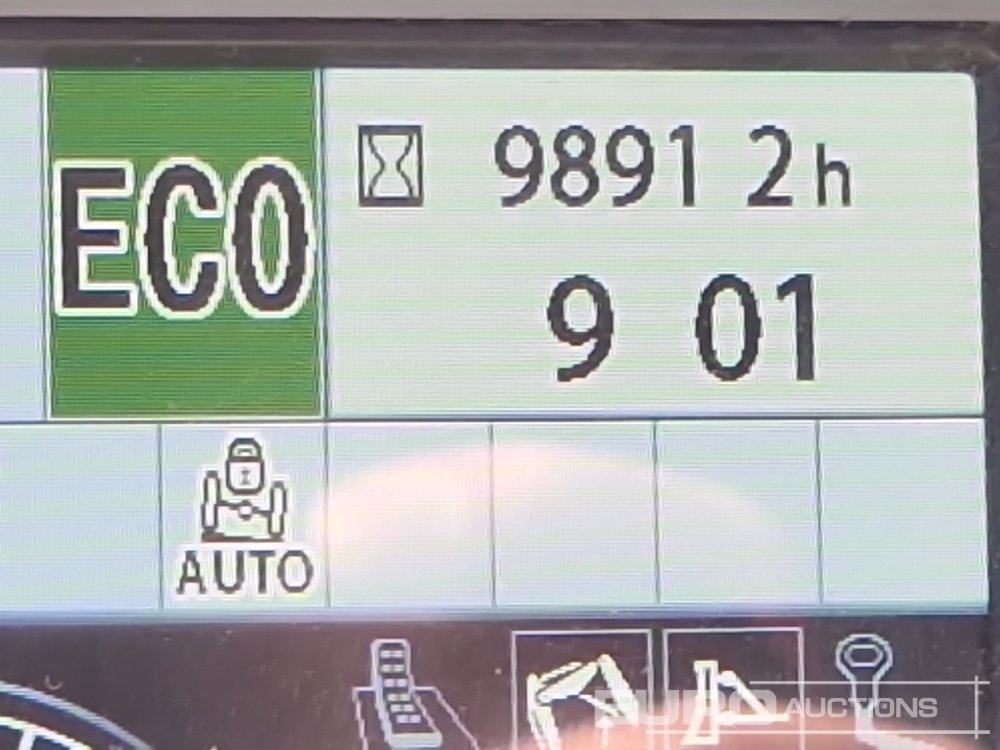 ECO
9891 2h
9 01
AUTO
EURO AUCTIONS